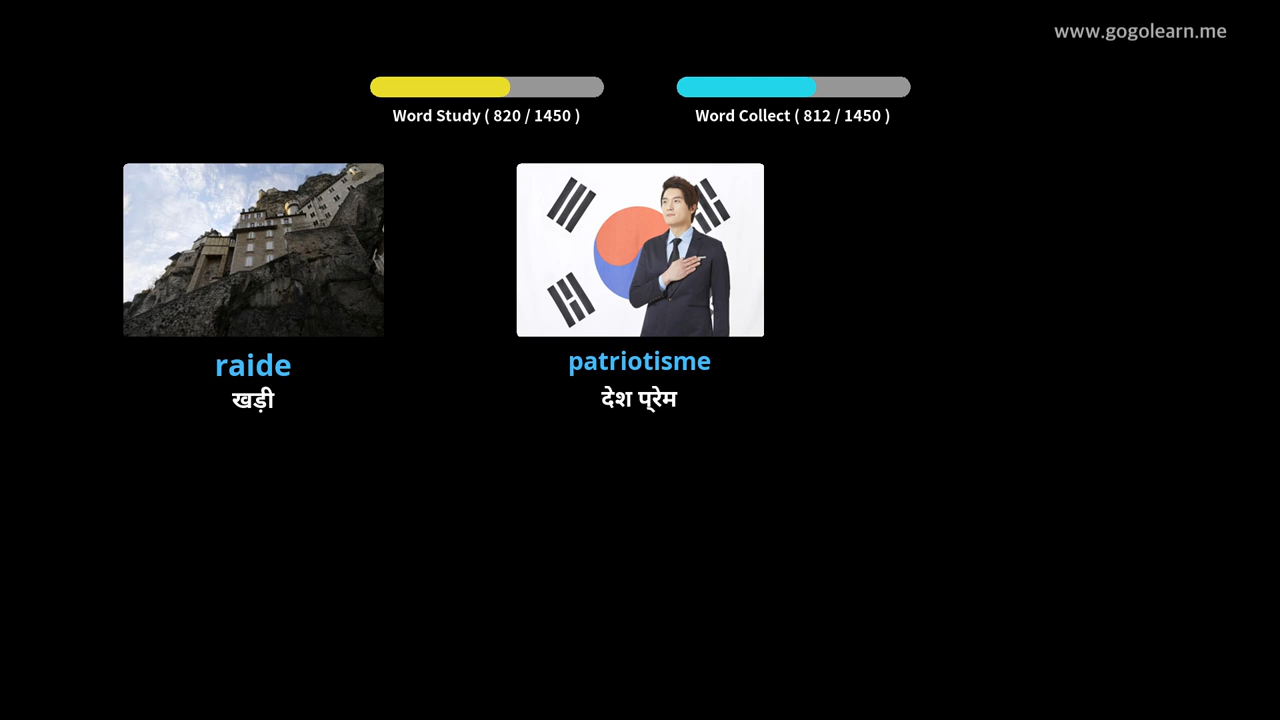 www.gogolearn.me
Word Study ( 820 / 1450 )
Word Collect ( 812 / 1450 )
raide
खड़ी
patriotisme
देश प्रेम